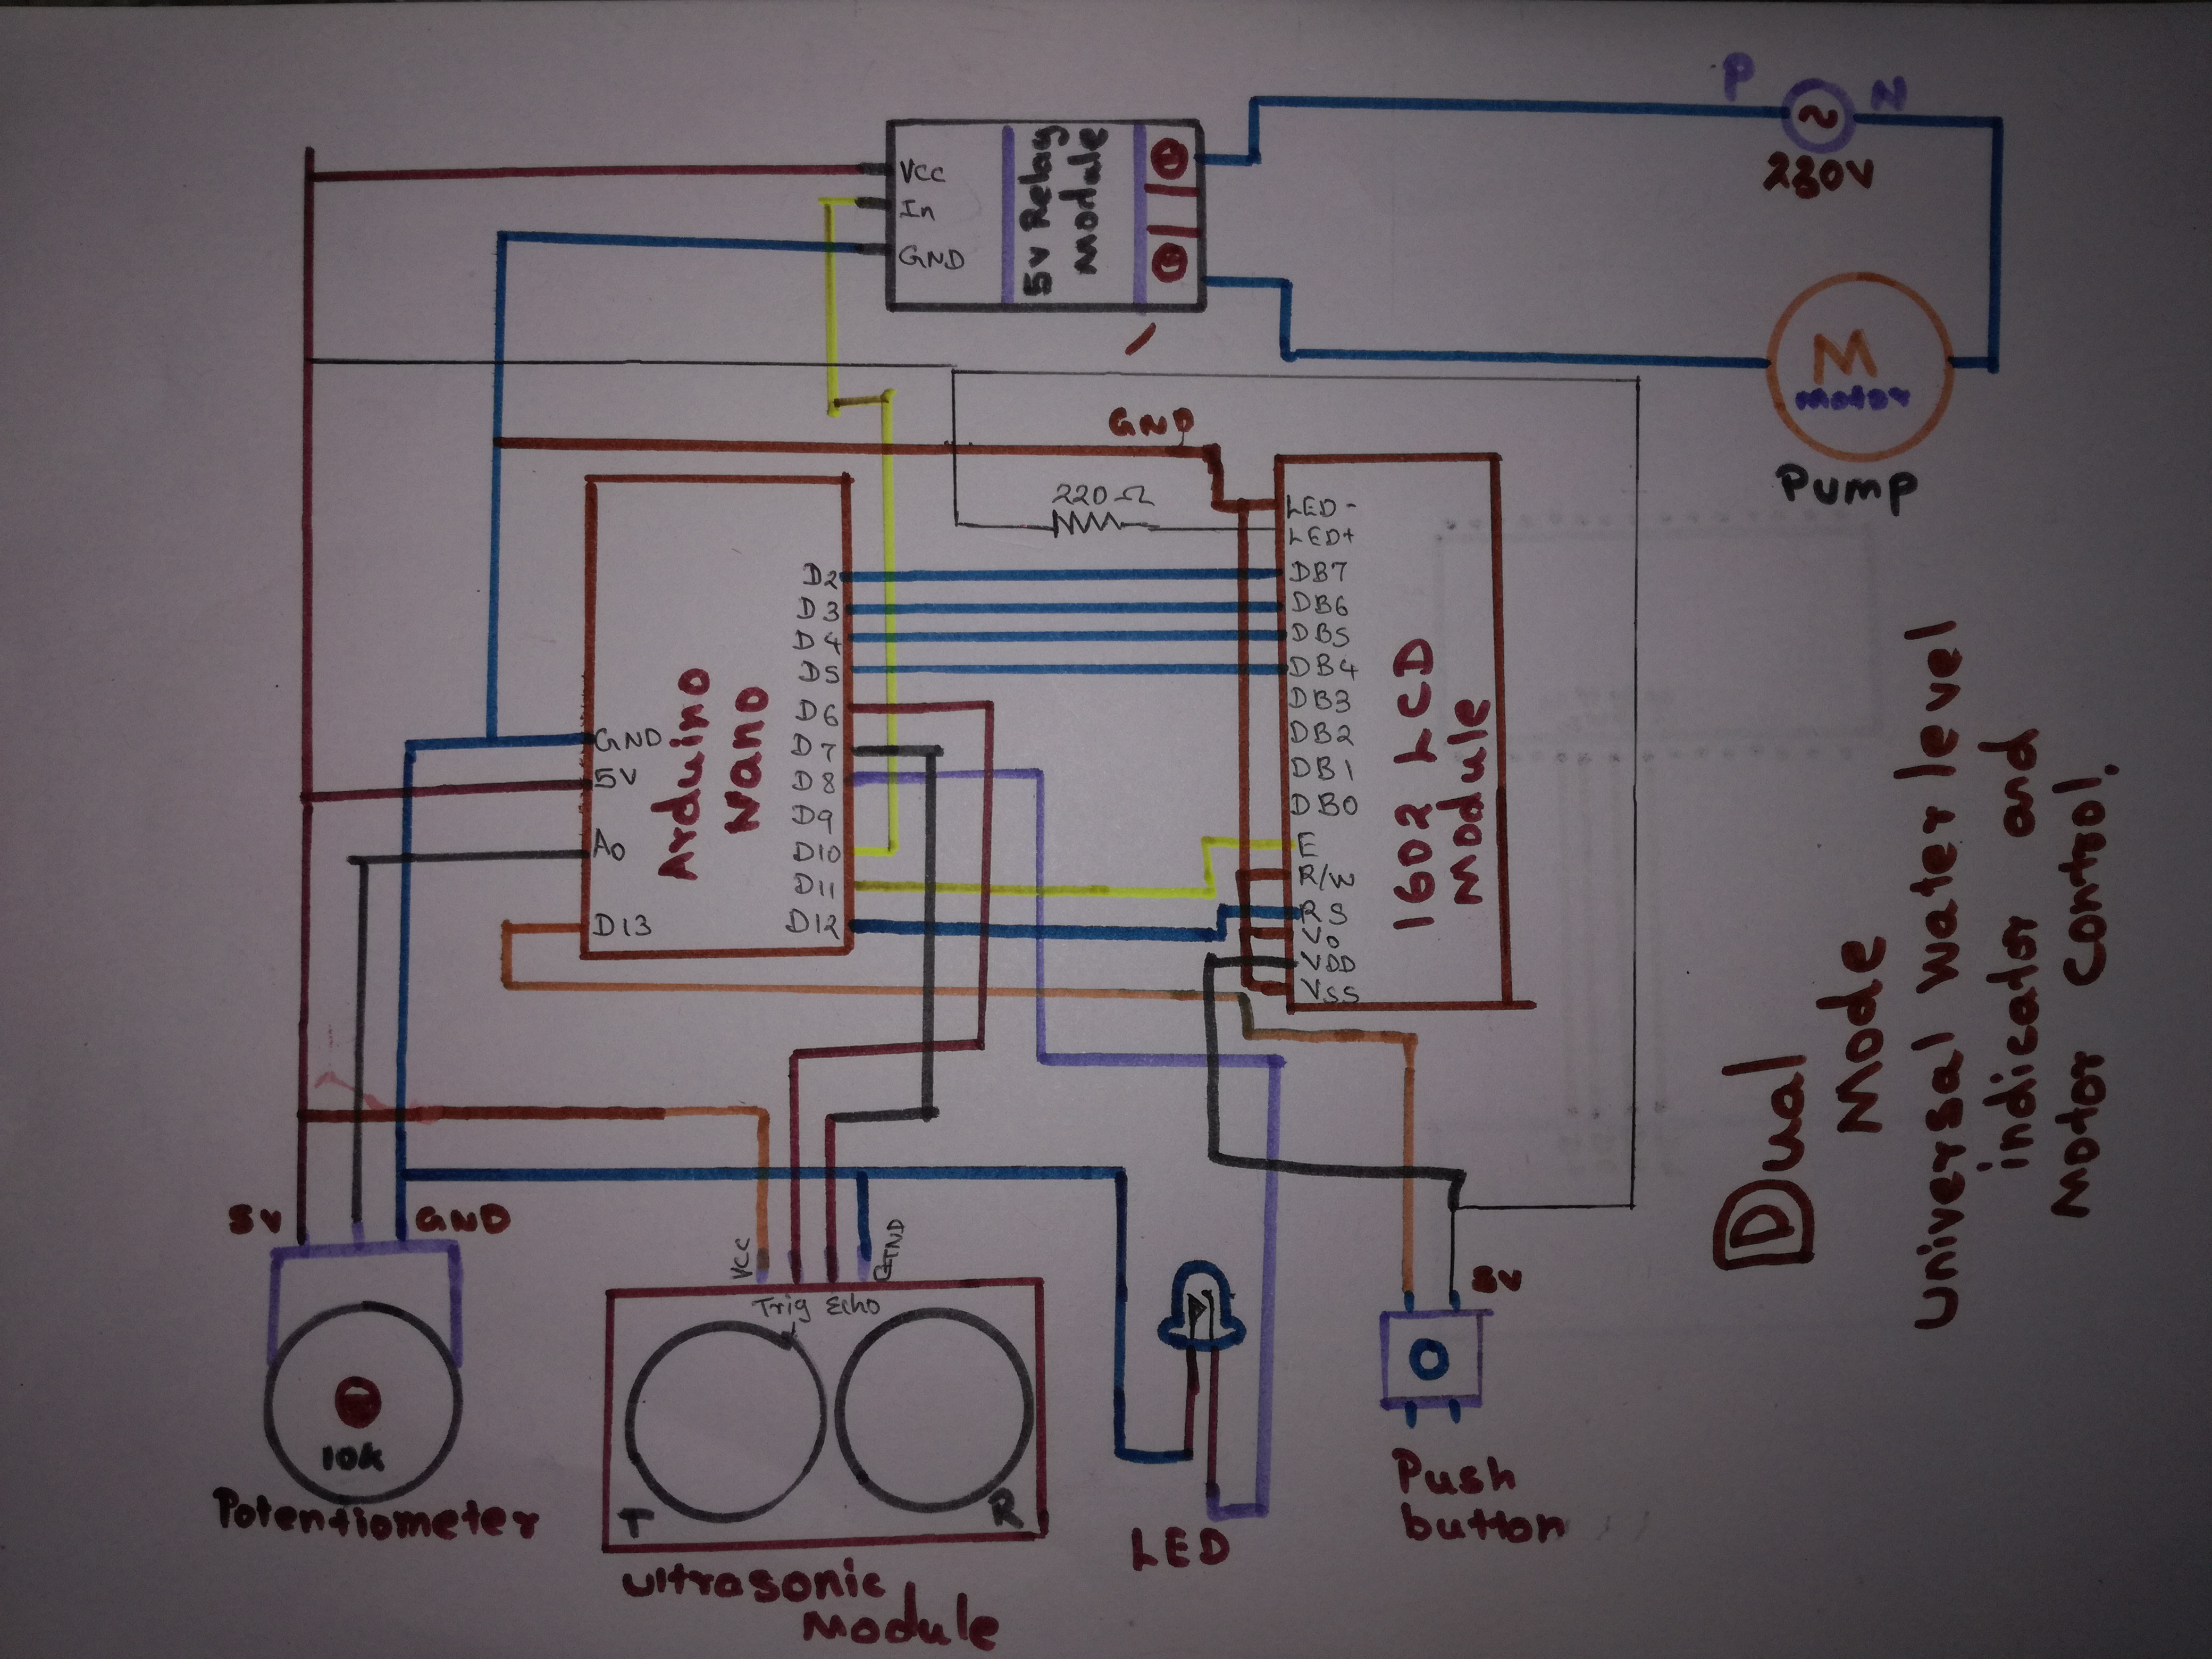 P
N
~
230V
Vcc
In
GND
5v Relay
Module
M
Motor
Pump
GND
220Ω
LED-
LED+
DB7
DB6
DB5
DB4
DB3
DB2
DB1
DB0
E
R/W
RS
Vo
VDD
VSS
1602 LCD
Module
D2
D3
D4
D5
D6
D7
D8
D9
D10
D11
D12
GND
5V
A0
D13
Arduino
Nano
5V
GND
10k
Potentiometer
VCC
Trig
Echo
GND
T
R
Ultrasonic
Module
LED
5V
Push
button
Dual
Mode
Universal Water level
indicator and
Motor Control.